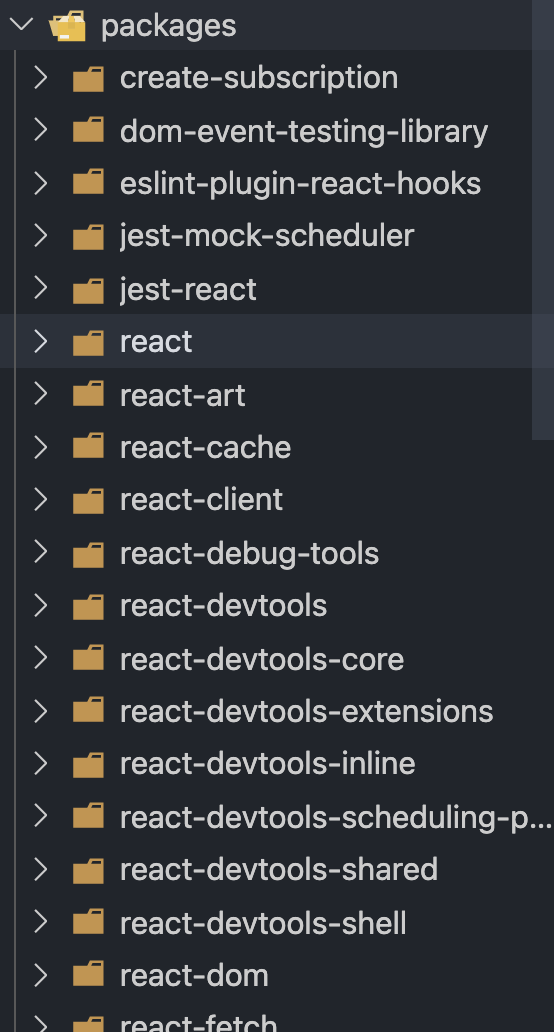 packages
create-subscription
dom-event-testing-library
eslint-plugin-react-hooks
jest-mock-scheduler
jest-react
react
react-art
react-cache
react-client
react-debug-tools
react-devtools
react-devtools-core
react-devtools-extensions
react-devtools-inline
react-devtools-scheduling-p...
react-devtools-shared
react-devtools-shell
react-dom
react-fetch